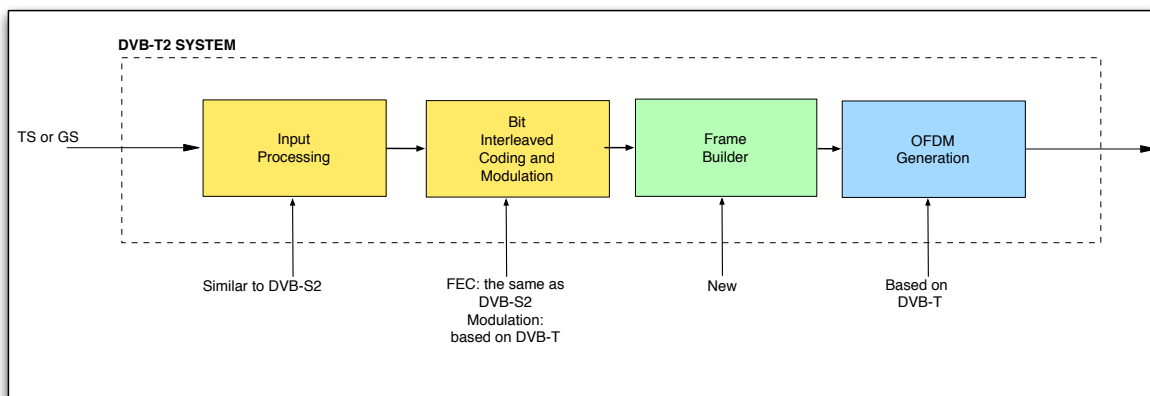 DVB-T2 SYSTEM
TS or GS
Input
Processing
Bit
Interleaved
Coding and
Modulation
Frame
Builder
OFDM
Generation
Similar to DVB-S2
FEC: the same as
DVB-S2
Modulation:
based on DVB-T
New
Based on
DVB-T